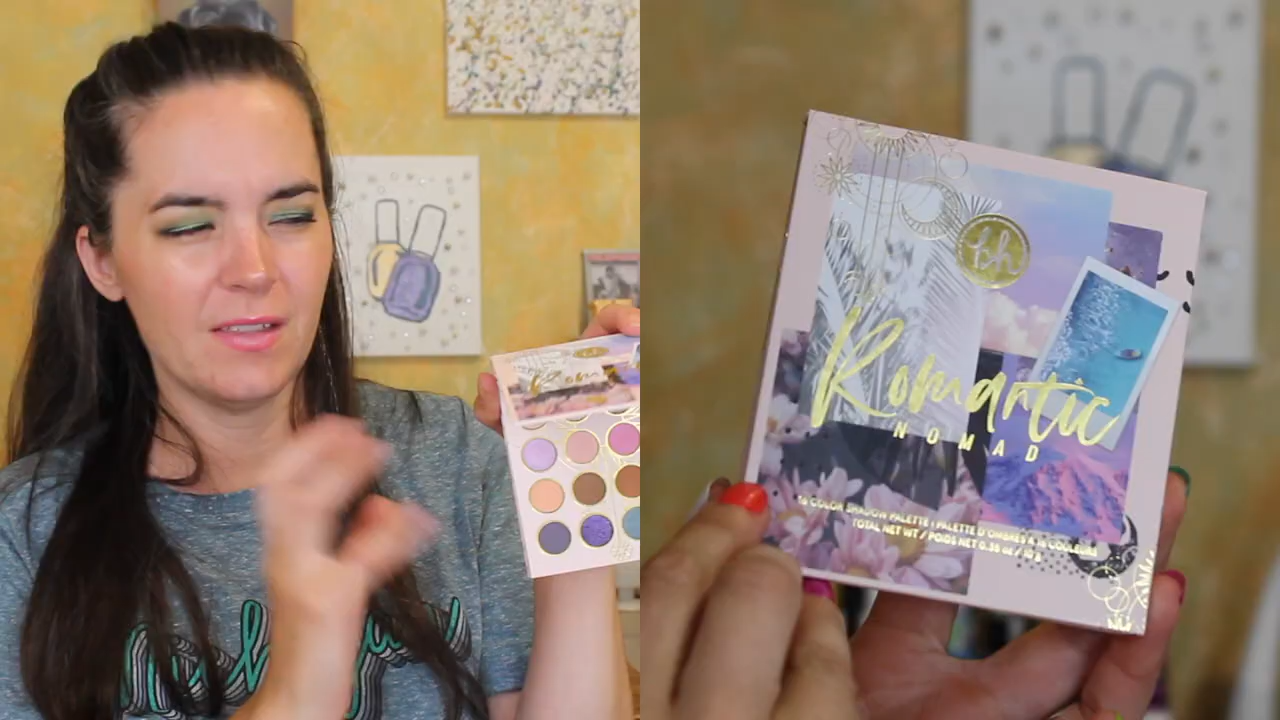 bh
Romantic
NOMAD
16 COLOR SHADOW PALETTE | PALETTE D'OMBRES À 16 COULEURS
TOTAL NET WT / POIDS NET 0.35 oz / 10 g